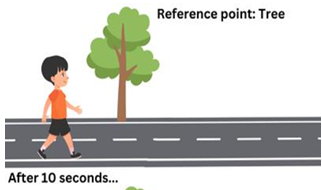 Reference point: Tree
After 10 seconds...